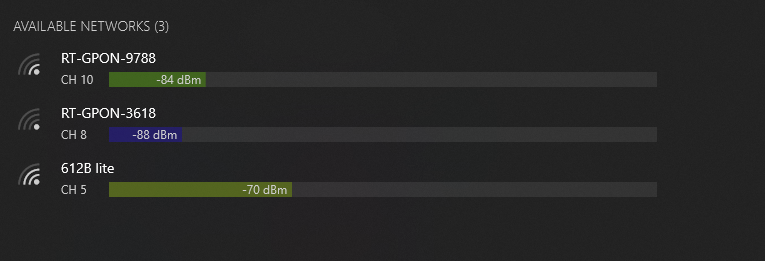 AVAILABLE NETWORKS (3)
RT-GPON-9788
CH 10 -84 dBm
RT-GPON-3618
CH 8 -88 dBm
612B lite
CH 5 -70 dBm